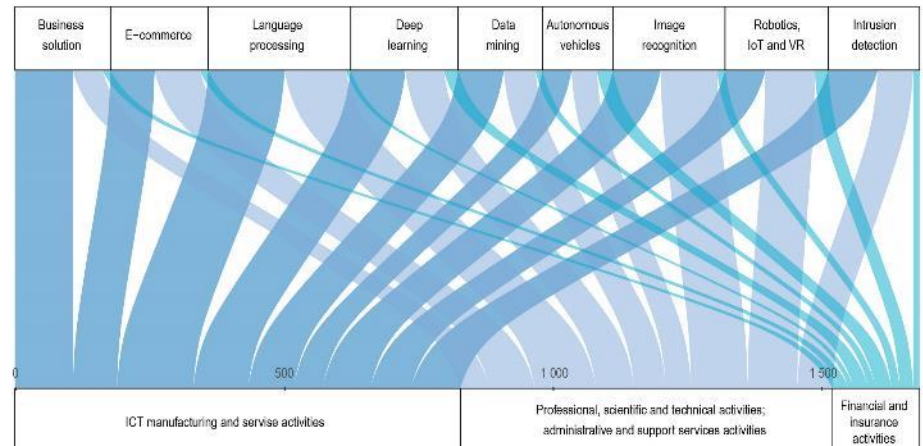 Business
solution
E-commerce
Language
processing
Deep
learning
Data
mining
Autonomous
vehicles
Image
recognition
Robotics,
IoT and VR
Intrusion
detection
0
500
1 000
1 500
ICT manufacturing and servise activities
Professional, scientific and technical activities;
administrative and support services activities
Financial and
insurance
activities